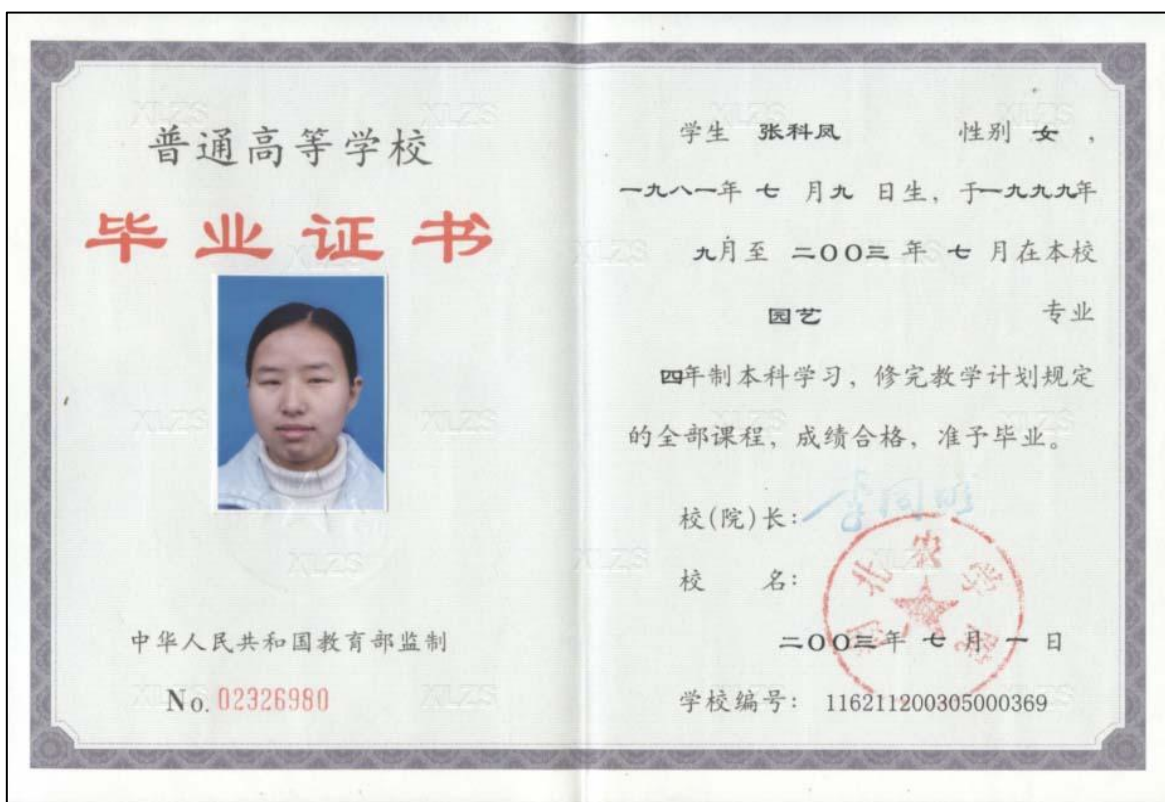 普通高等学校
毕业证书
中华人民共和国教育部监制
No. 02326980
学生 张科凤 性别 女，
一九八一年 七 月九 日生，于一九九九年
九月至 二OO三 年 七 月在本校
园艺 专业
四年制本科学习，修完教学计划规定
的全部课程，成绩合格，准予毕业。
校(院)长：
校 名：
北农学院
二OO三年 七 月 一 日
学校编号： 116211200305000369
XLZS